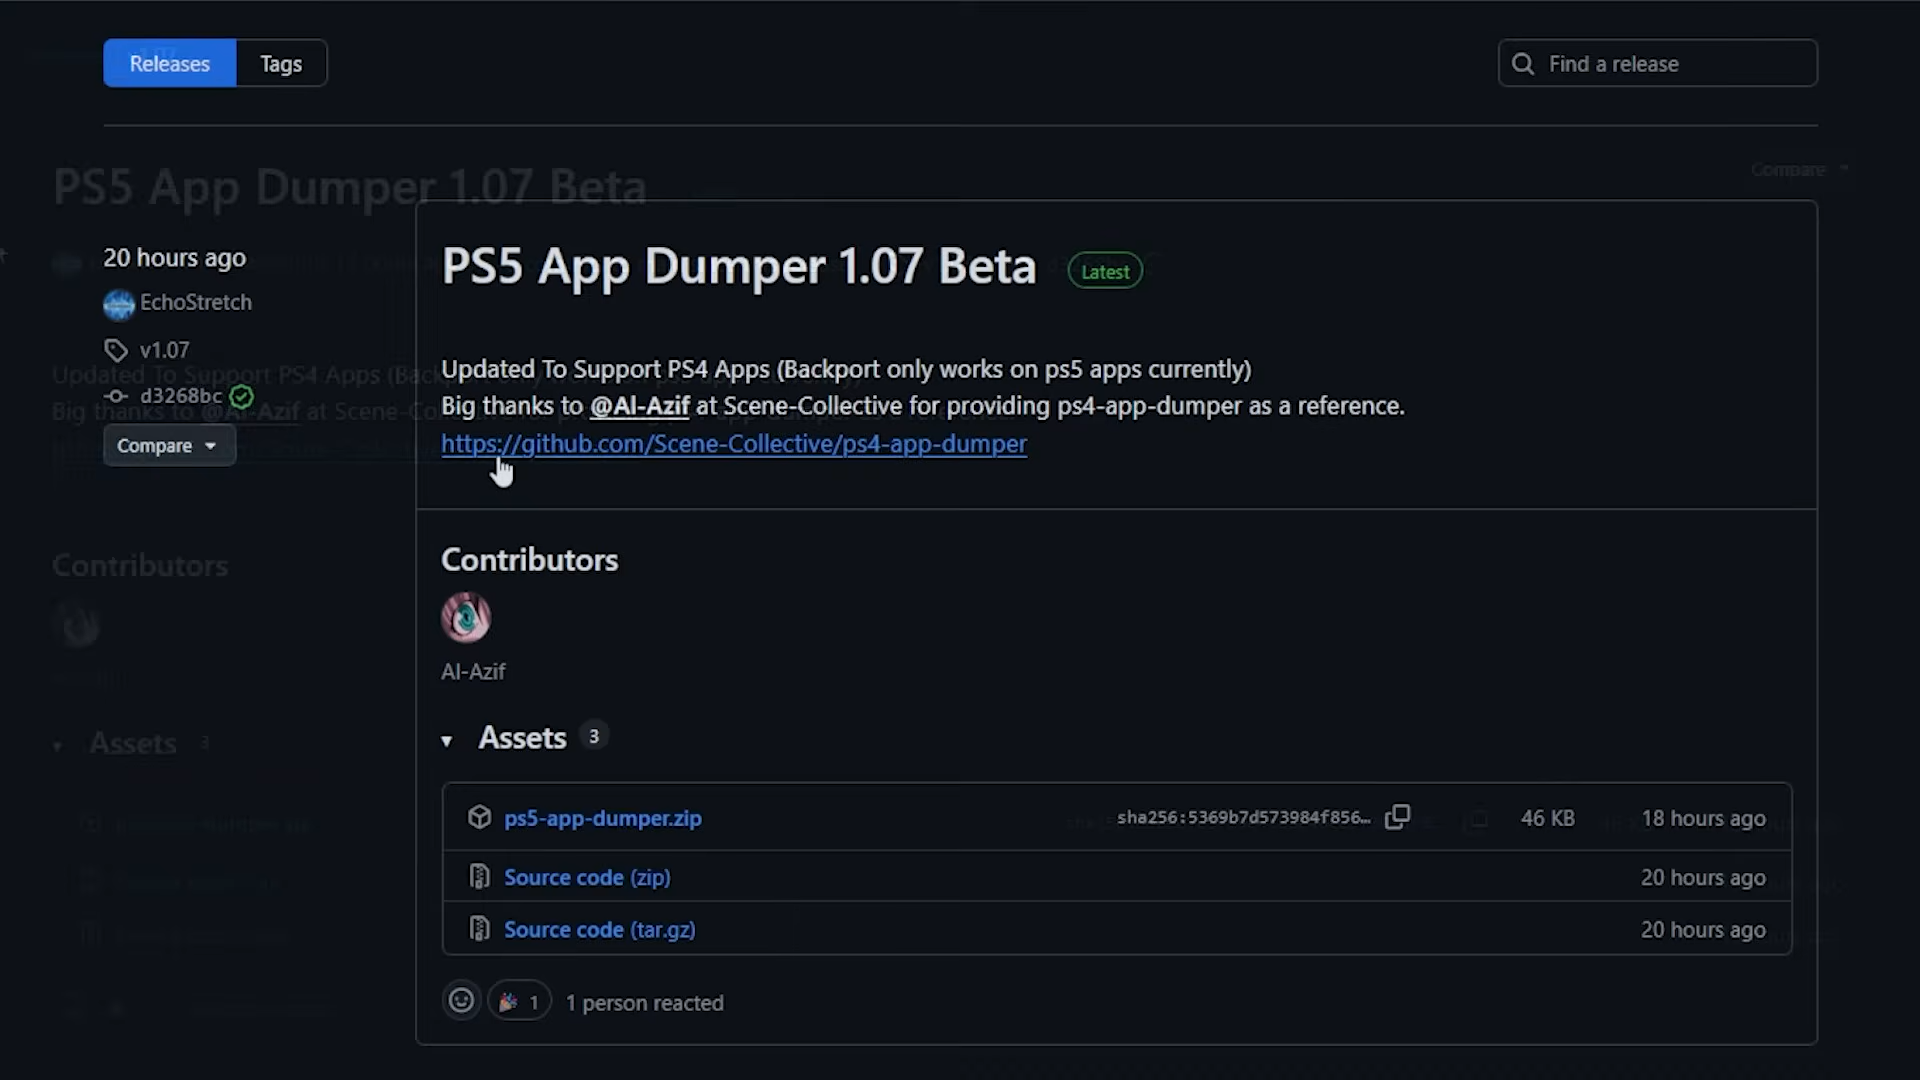 Releases
Tags
Find a release
PS5 App Dumper 1.07 Beta
Compare
20 hours ago
EchoStretch
v1.07
d3268bc
Compare
PS5 App Dumper 1.07 Beta
Latest
Updated To Support PS4 Apps (Backport only works on ps5 apps currently)
Big thanks to @Al-Azif at Scene-Collective for providing ps4-app-dumper as a reference.
https://github.com/Scene-Collective/ps4-app-dumper
Contributors
Contributors
Al-Azif
Assets 3
Assets 3
ps5-app-dumper.zip
sha256:5369b7d573984f856…
46 KB
18 hours ago
Source code (zip)
20 hours ago
Source code (tar.gz)
20 hours ago
1
1 person reacted